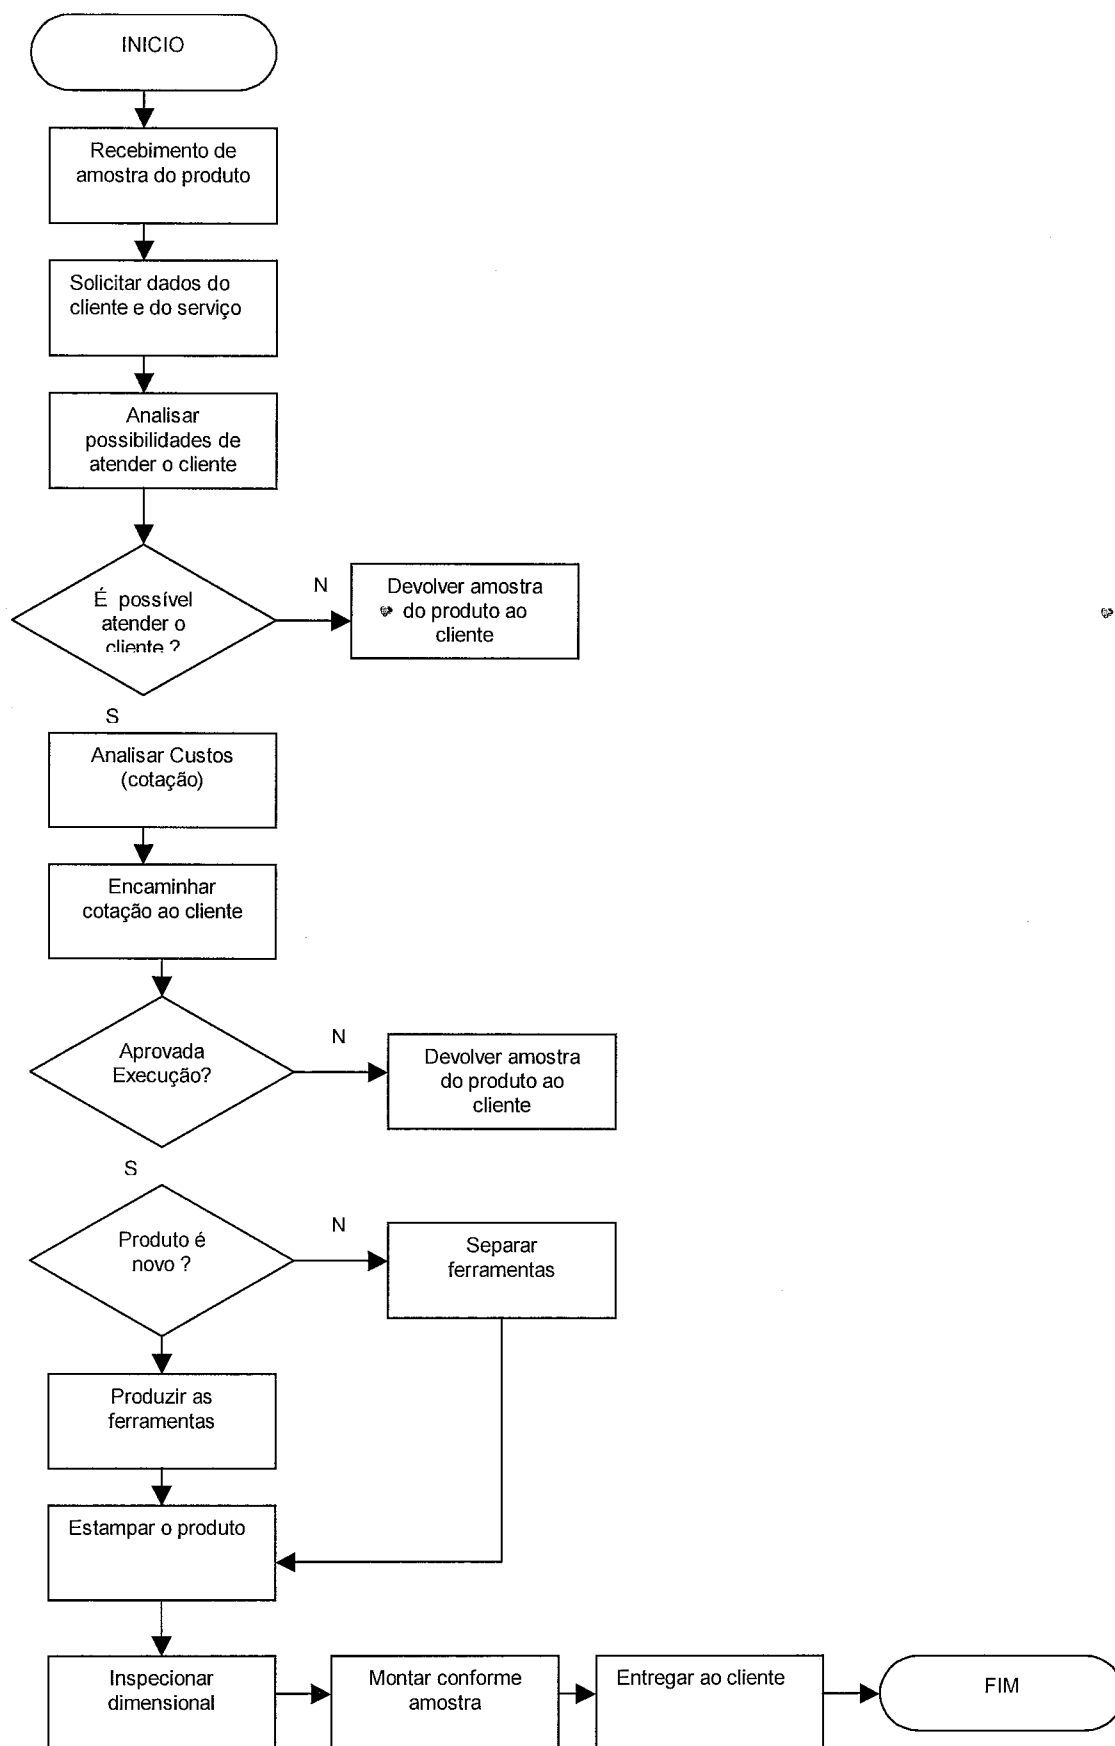 INICIO
Recebimento de
amostra do produto
Solicitar dados do
cliente e do serviço
Analisar
possibilidades de
atender o cliente
É possível
atender o
cliente ?
N
Devolver amostra
do produto ao
cliente
S
Analisar Custos
(cotação)
Encaminhar
cotação ao cliente
Aprovada
Execução?
N
Devolver amostra
do produto ao
cliente
S
Produto é
novo ?
N
Separar
ferramentas
Produzir as
ferramentas
Estampar o produto
Inspecionar
dimensional
Montar conforme
amostra
Entregar ao cliente
FIM